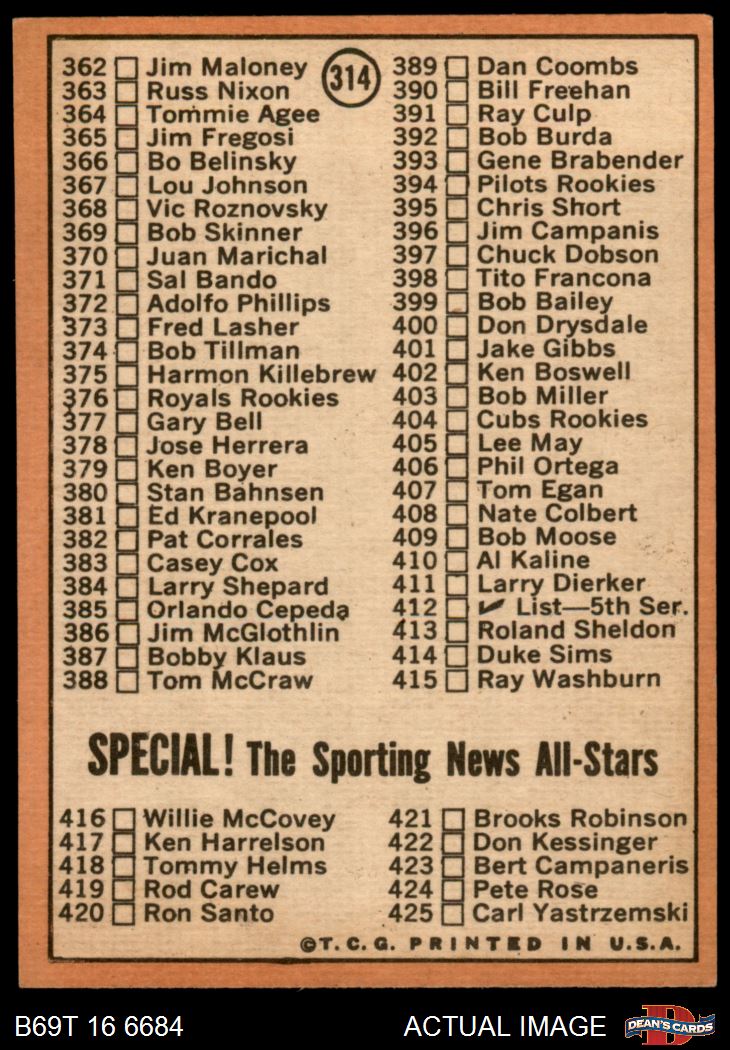 314
362 Jim Maloney
363 Russ Nixon
364 Tommie Agee
365 Jim Fregosi
366 Bo Belinsky
367 Lou Johnson
368 Vic Roznovsky
369 Bob Skinner
370 Juan Marichal
371 Sal Bando
372 Adolfo Phillips
373 Fred Lasher
374 Bob Tillman
375 Harmon Killebrew
376 Royals Rookies
377 Gary Bell
378 Jose Herrera
379 Ken Boyer
380 Stan Bahnsen
381 Ed Kranepool
382 Pat Corrales
383 Casey Cox
384 Larry Shepard
385 Orlando Cepeda
386 Jim McGlothlin
387 Bobby Klaus
388 Tom McCraw
389 Dan Coombs
390 Bill Freehan
391 Ray Culp
392 Bob Burda
393 Gene Brabender
394 Pilots Rookies
395 Chris Short
396 Jim Campanis
397 Chuck Dobson
398 Tito Francona
399 Bob Bailey
400 Don Drysdale
401 Jake Gibbs
402 Ken Boswell
403 Bob Miller
404 Cubs Rookies
405 Lee May
406 Phil Ortega
407 Tom Egan
408 Nate Colbert
409 Bob Moose
410 Al Kaline
411 Larry Dierker
412 ✔ List—5th Ser.
413 Roland Sheldon
414 Duke Sims
415 Ray Washburn
SPECIAL! The Sporting News All-Stars
416 Willie McCovey
417 Ken Harrelson
418 Tommy Helms
419 Rod Carew
420 Ron Santo
421 Brooks Robinson
422 Don Kessinger
423 Bert Campaneris
424 Pete Rose
425 Carl Yastrzemski
©T.C.G. PRINTED IN U.S.A.
B69T 16 6684
ACTUAL IMAGE
D
DEAN'S CARDS